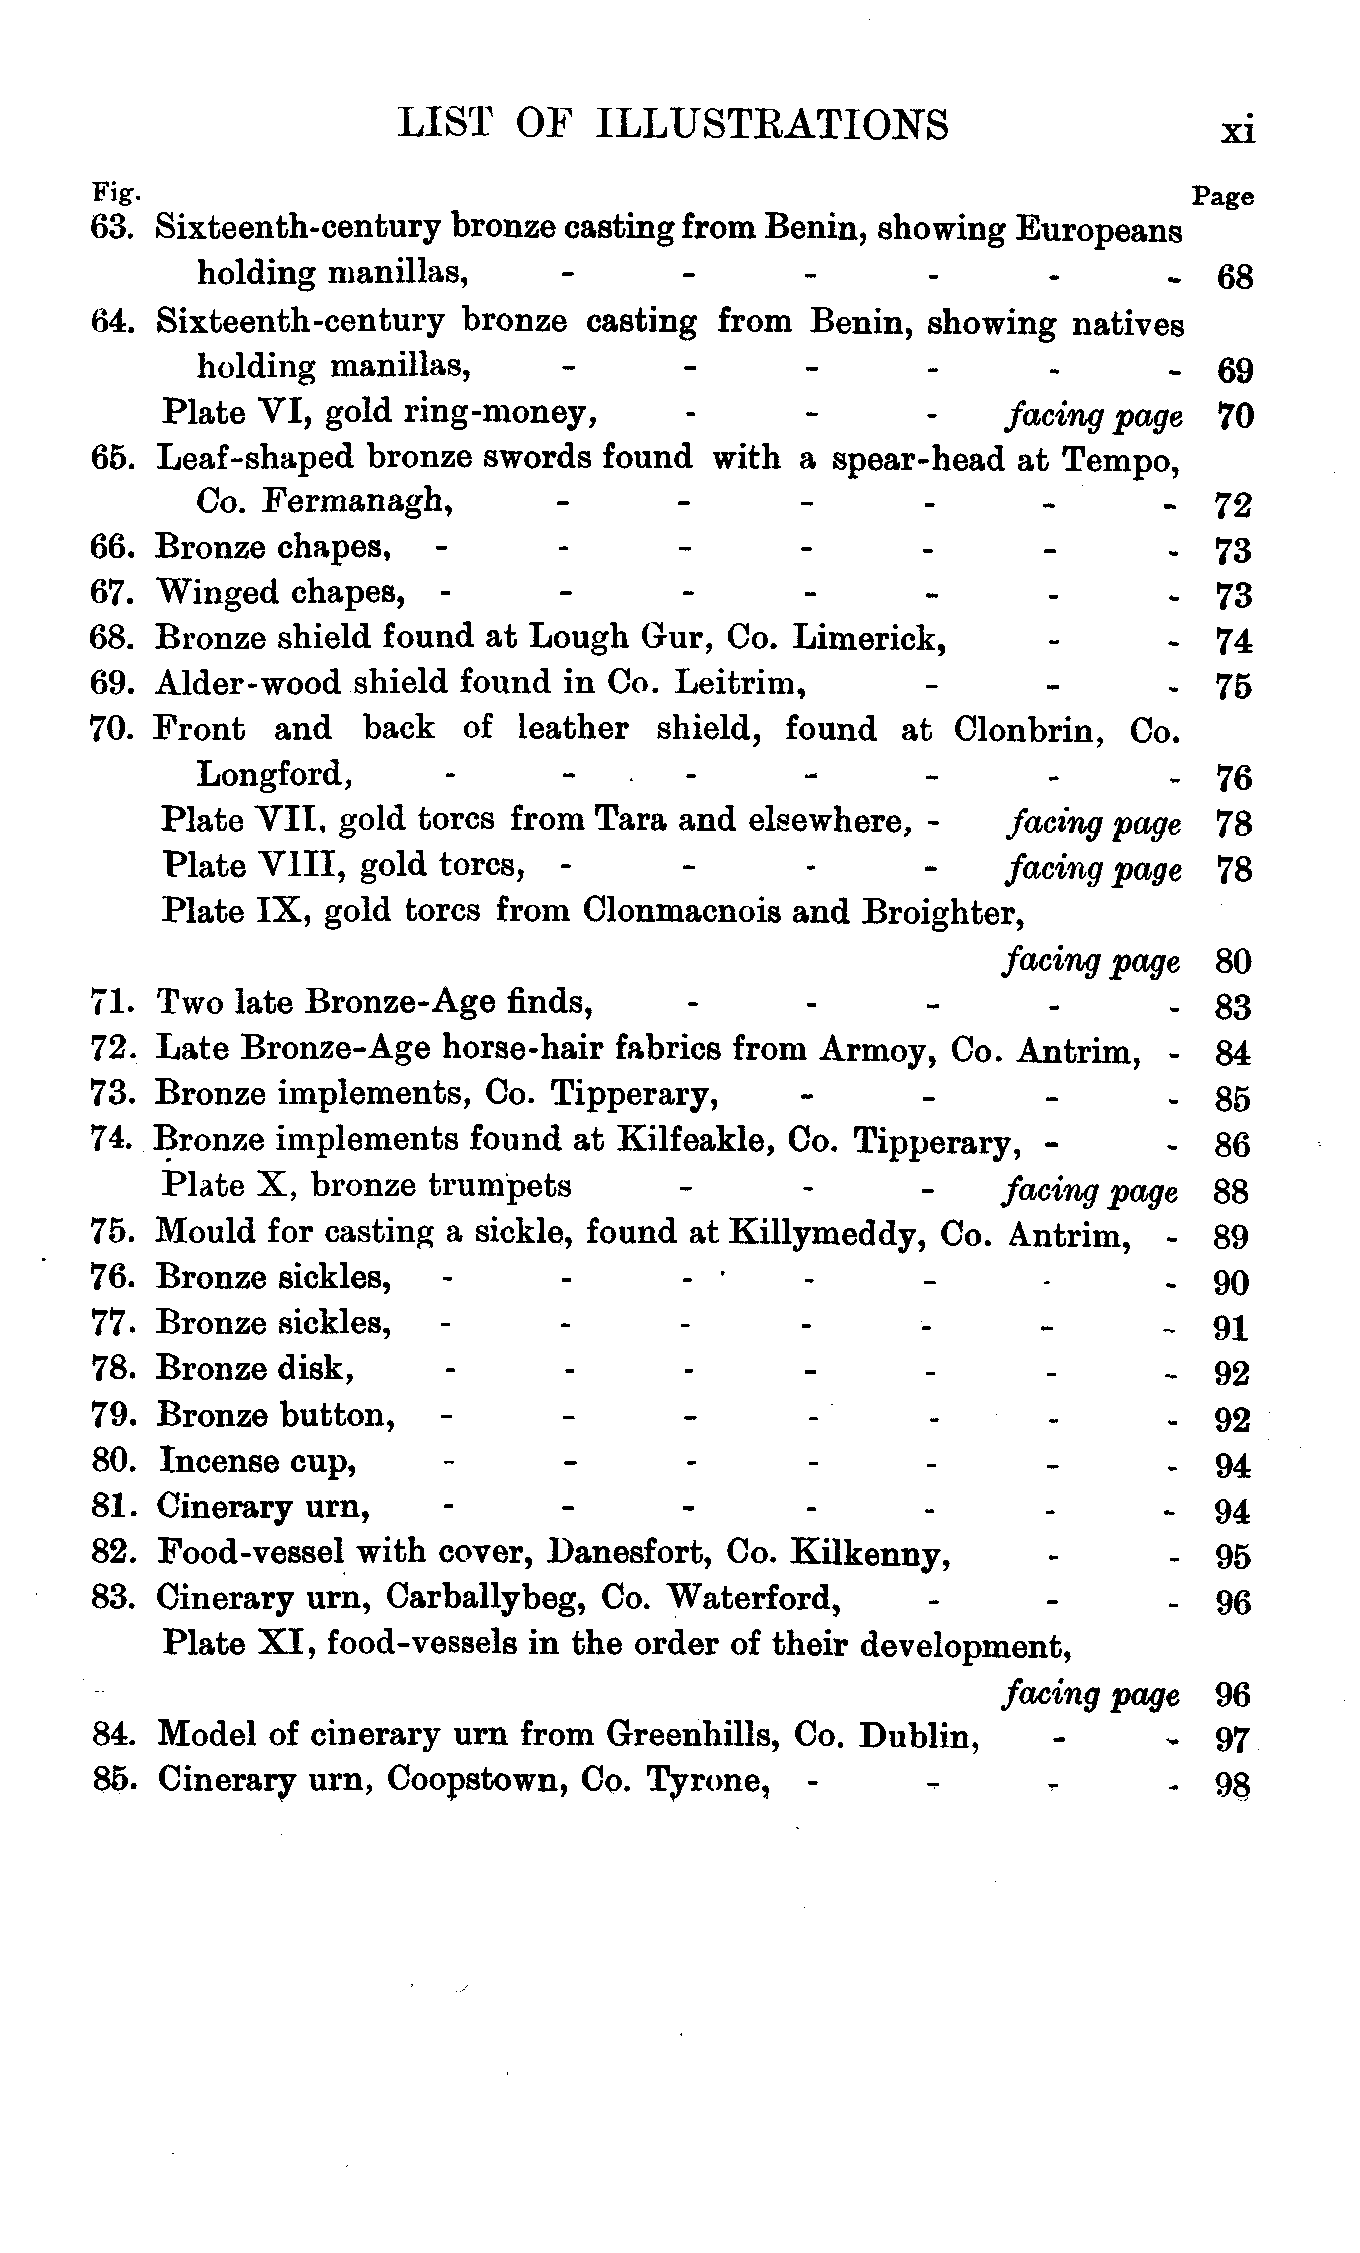 LIST OF ILLUSTRATIONS xi
Fig. Page
63. Sixteenth-century bronze casting from Benin, showing Europeans
holding manillas, - - - - - - 68
64. Sixteenth-century bronze casting from Benin, showing natives
holding manillas, - - - - - - 69
Plate VI, gold ring-money, - - - facing page 70
65. Leaf-shaped bronze swords found with a spear-head at Tempo,
Co. Fermanagh, - - - - - - 72
66. Bronze chapes, - - - - - - - 73
67. Winged chapes, - - - - - - - 73
68. Bronze shield found at Lough Gur, Co. Limerick, - - 74
69. Alder-wood shield found in Co. Leitrim, - - - 75
70. Front and back of leather shield, found at Clonbrin, Co.
Longford, - - - - - - - 76
Plate VII, gold torcs from Tara and elsewhere, - facing page 78
Plate VIII, gold torcs, - - - - facing page 78
Plate IX, gold torcs from Clonmacnois and Broighter,
facing page 80
71. Two late Bronze-Age finds, - - - - - 83
72. Late Bronze-Age horse-hair fabrics from Armoy, Co. Antrim, - 84
73. Bronze implements, Co. Tipperary, - - - - 85
74. Bronze implements found at Kilfeakle, Co. Tipperary, - - 86
Plate X, bronze trumpets - - - facing page 88
75. Mould for casting a sickle, found at Killymeddy, Co. Antrim, - 89
76. Bronze sickles, - - - - - - - 90
77. Bronze sickles, - - - - - - - 91
78. Bronze disk, - - - - - - - 92
79. Bronze button, - - - - - - - 92
80. Incense cup, - - - - - - - 94
81. Cinerary urn, - - - - - - - 94
82. Food-vessel with cover, Danesfort, Co. Kilkenny, - - 95
83. Cinerary urn, Carballybeg, Co. Waterford, - - - 96
Plate XI, food-vessels in the order of their development,
facing page 96
84. Model of cinerary urn from Greenhills, Co. Dublin, - - 97
85. Cinerary urn, Coopstown, Co. Tyrone, - - - - 98